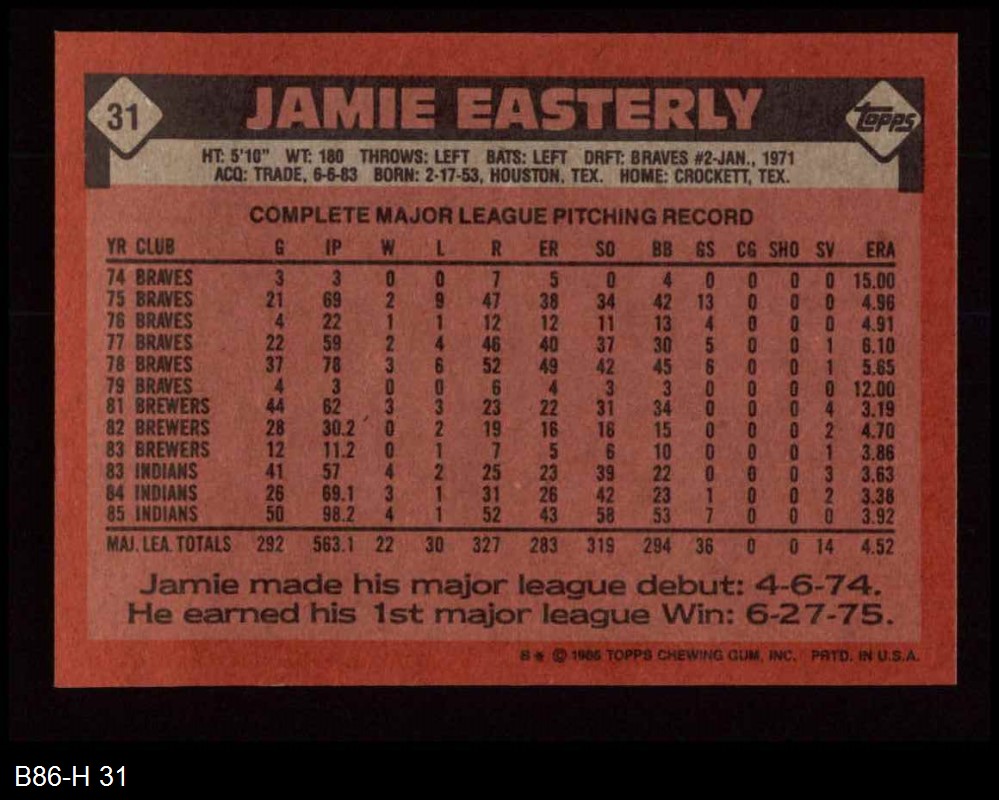 31 JAMIE EASTERLY topps
HT: 5'10" WT: 180 THROWS: LEFT BATS: LEFT DRFT: BRAVES #2-JAN., 1971
ACQ: TRADE, 6-6-83 BORN: 2-17-53, HOUSTON, TEX. HOME: CROCKETT, TEX.
COMPLETE MAJOR LEAGUE PITCHING RECORD
YR CLUB G IP W L R ER SO BB GS CG SHO SV ERA
74 BRAVES 3 3 0 0 7 5 0 4 0 0 0 0 15.00
75 BRAVES 21 69 2 9 47 38 34 42 13 0 0 0 4.96
76 BRAVES 4 22 1 1 12 12 11 13 4 0 0 0 4.91
77 BRAVES 22 59 2 4 46 40 37 30 5 0 0 1 6.10
78 BRAVES 37 78 3 6 52 49 42 45 6 0 0 1 5.65
79 BRAVES 4 3 0 0 6 4 3 3 0 0 0 0 12.00
81 BREWERS 44 62 3 3 23 22 31 34 0 0 0 4 3.19
82 BREWERS 28 30.2 0 2 19 16 16 15 0 0 0 2 4.70
83 BREWERS 12 11.2 0 1 7 5 6 10 0 0 0 1 3.86
83 INDIANS 41 57 4 2 25 23 39 22 0 0 0 3 3.63
84 INDIANS 26 69.1 3 1 31 26 42 23 1 0 0 2 3.38
85 INDIANS 50 98.2 4 1 52 43 58 53 7 0 0 0 3.92
MAJ. LEA. TOTALS 292 563.1 22 30 327 283 319 294 36 0 0 14 4.52
Jamie made his major league debut: 4-6-74.
He earned his 1st major league Win: 6-27-75.
B* © 1986 TOPPS CHEWING GUM, INC. PRTD. IN U.S.A.
B86-H 31